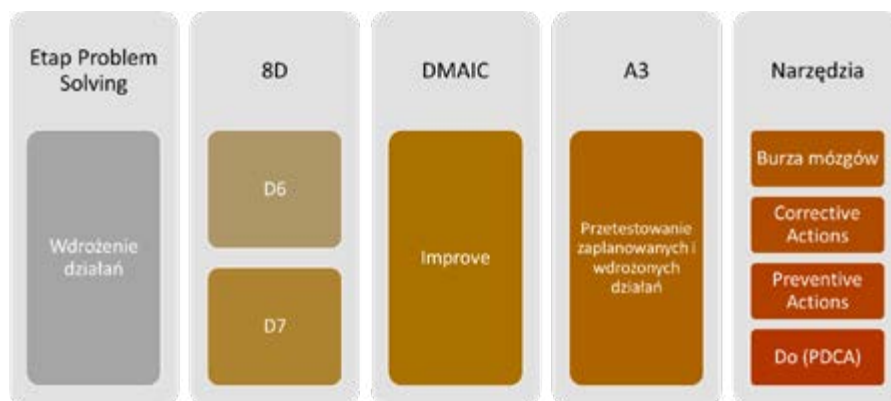 Etap Problem
Solving
8D
DMAIC
A3
Narzędzia
Wdrożenie
działań
D6
D7
Improve
Przetestowanie
zaplanowanych i
wdrożonych
działań
Burza mózgów
Corrective
Actions
Preventive
Actions
Do (PDCA)